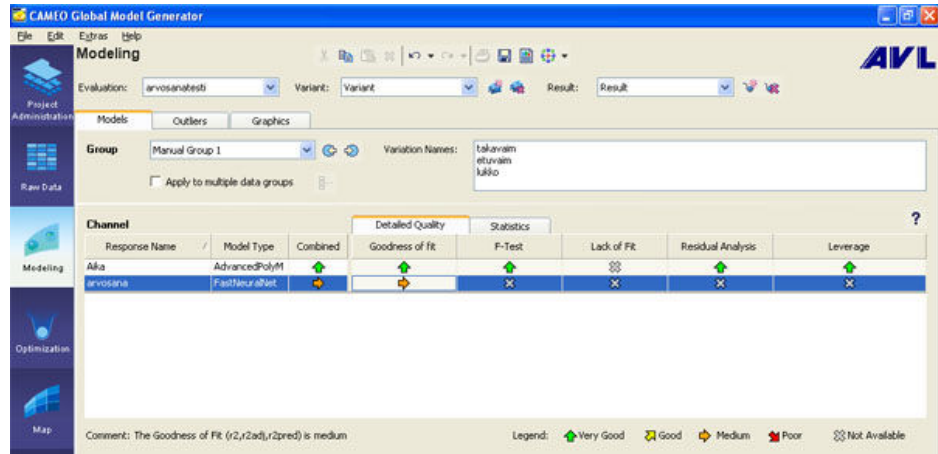 CAMEO Global Model Generator
File Edit Extras Help
Modeling
AVL
Evaluation: arvosanatesti Variant: Variant Result: Result
Project Administration
Models Outliers Graphics
Group Manual Group 1 Variation Names: takavaim
etuvaim
lukko
Apply to multiple data groups
Raw Data
Channel Detailed Quality Statistics ?
Response Name / Model Type Combined Goodness of fit F-Test Lack of Fit Residual Analysis Leverage
Aika AdvancedPolyM
arvosana FastNeuralNet
Modeling
Optimization
Map
Comment: The Goodness of Fit (r2,r2adj,r2pred) is medium Legend: Very Good Good Medium Poor Not Available